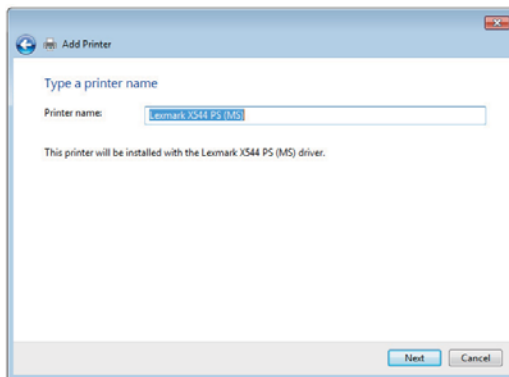 Add Printer
Type a printer name
Printer name:
Lexmark X544 PS (MS)
This printer will be installed with the Lexmark X544 PS (MS) driver.
Next
Cancel